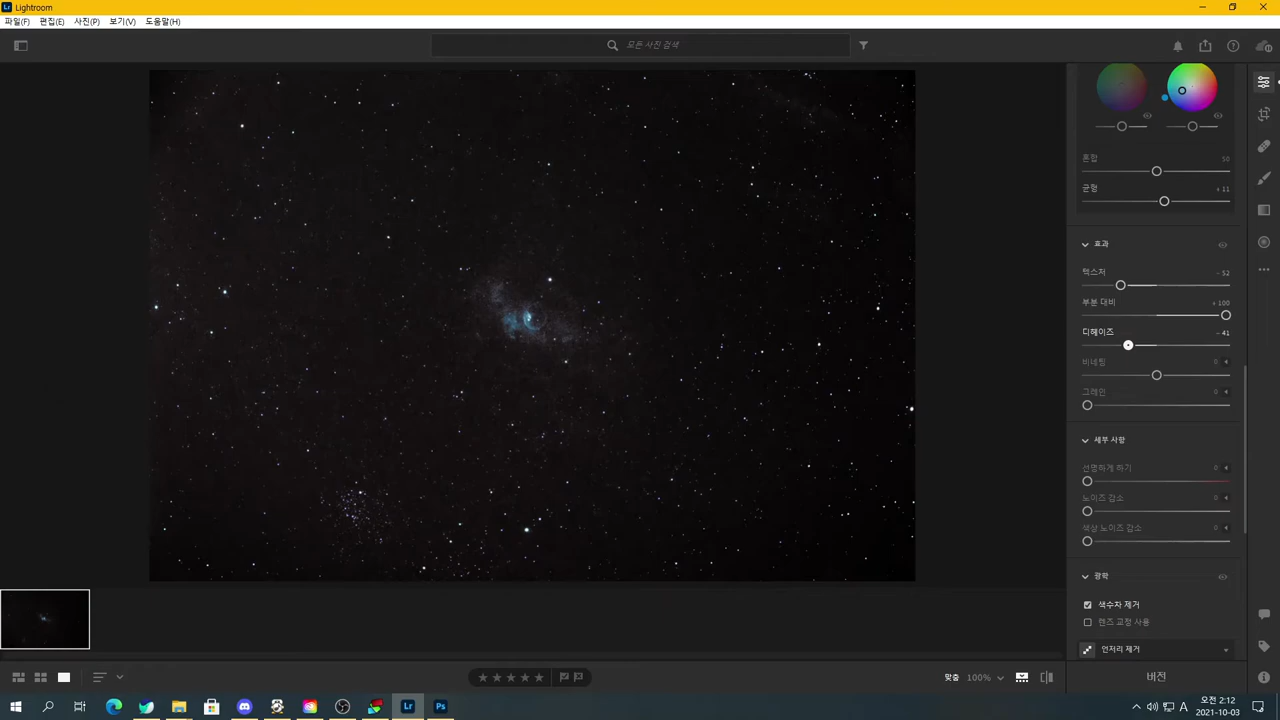 Lr Lightroom
파일(F) 편집(E) 사진(P) 보기(V) 도움말(H)
모든 사진 검색
혼합 50
균형 + 11
효과
텍스처 - 52
부분 대비 + 100
디헤이즈 - 41
비네팅 0
그레인 0
세부 사항
선명하게 하기 0
노이즈 감소 0
색상 노이즈 감소 0
광학
색수차 제거
렌즈 교정 사용
언저리 제거
맞춤 100%
버전
Lr Ps
A 오전 2:12
2021-10-03